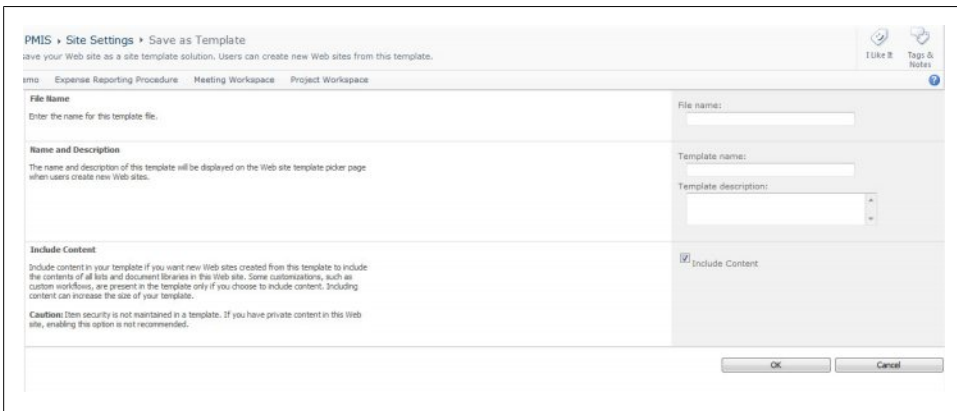 PMIS ▸ Site Settings ▸ Save as Template
ave your Web site as a site template solution. Users can create new Web sites from this template.
I Like It
Tags &
Notes
mo Expense Reporting Procedure Meeting Workspace Project Workspace
File Name
Enter the name for this template file.
File name:
Name and Description
The name and description of this template will be displayed on the Web site template picker page
when users create new Web sites.
Template name:
Template description:
Include Content
Include content in your template if you want new Web sites created from this template to include
the contents of all lists and document libraries in this Web site. Some customizations, such as
custom workflows, are present in the template only if you choose to include content. Including
content can increase the size of your template.
Caution: Item security is not maintained in a template. If you have private content in this Web
site, enabling this option is not recommended.
Include Content
OK Cancel